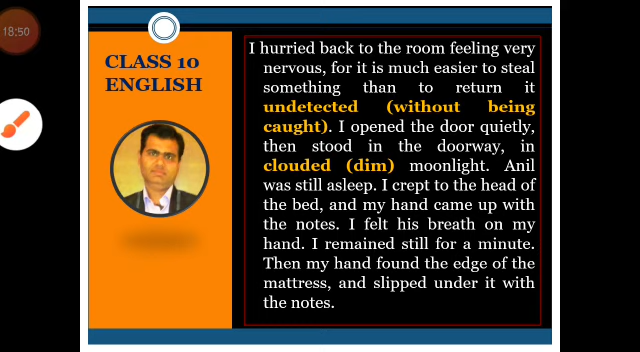 18:50
CLASS 10
ENGLISH
I hurried back to the room feeling very
nervous, for it is much easier to steal
something than to return it
undetected (without being
caught). I opened the door quietly,
then stood in the doorway, in
clouded (dim) moonlight. Anil
was still asleep. I crept to the head of
the bed, and my hand came up with
the notes. I felt his breath on my
hand. I remained still for a minute.
Then my hand found the edge of the
mattress, and slipped under it with
the notes.